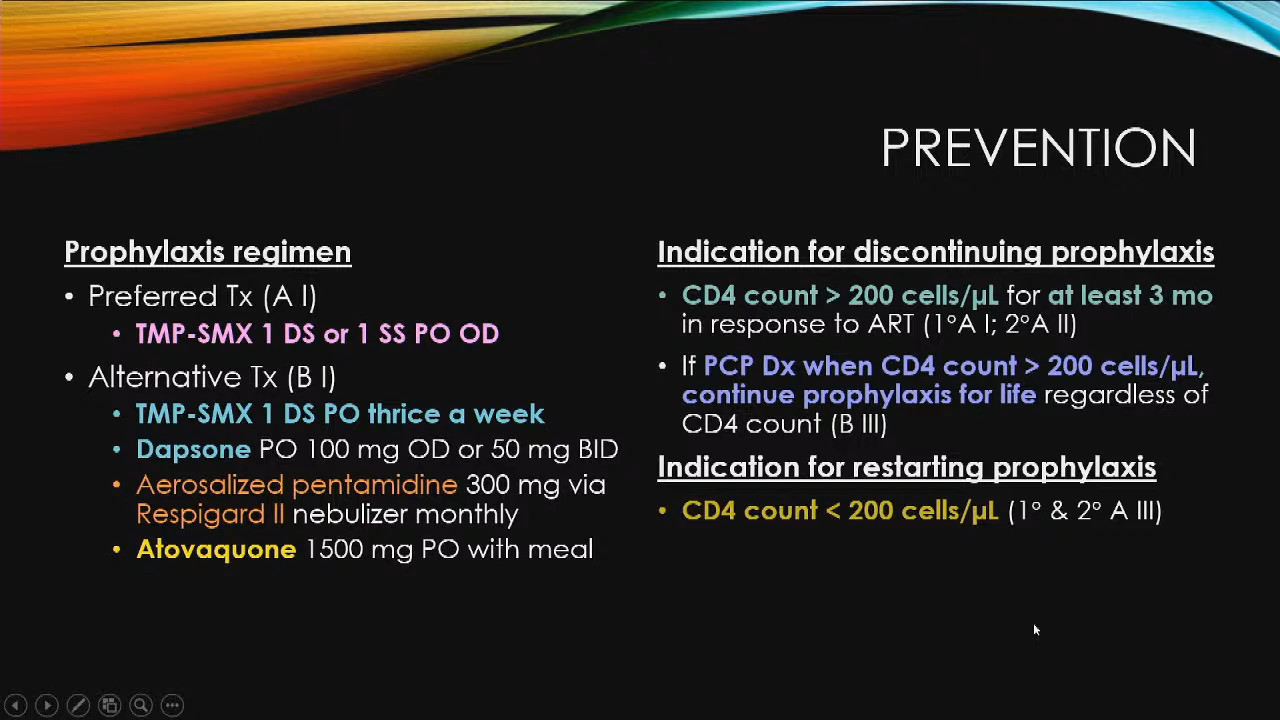 PREVENTION
Prophylaxis regimen
• Preferred Tx (A I)
• TMP-SMX 1 DS or 1 SS PO OD
• Alternative Tx (B I)
• TMP-SMX 1 DS PO thrice a week
• Dapsone PO 100 mg OD or 50 mg BID
• Aerosalized pentamidine 300 mg via
Respigard II nebulizer monthly
• Atovaquone 1500 mg PO with meal
Indication for discontinuing prophylaxis
• CD4 count > 200 cells/µL for at least 3 mo
in response to ART (1°A I; 2°A II)
• If PCP Dx when CD4 count > 200 cells/µL,
continue prophylaxis for life regardless of
CD4 count (B III)
Indication for restarting prophylaxis
• CD4 count < 200 cells/µL (1° & 2° A III)